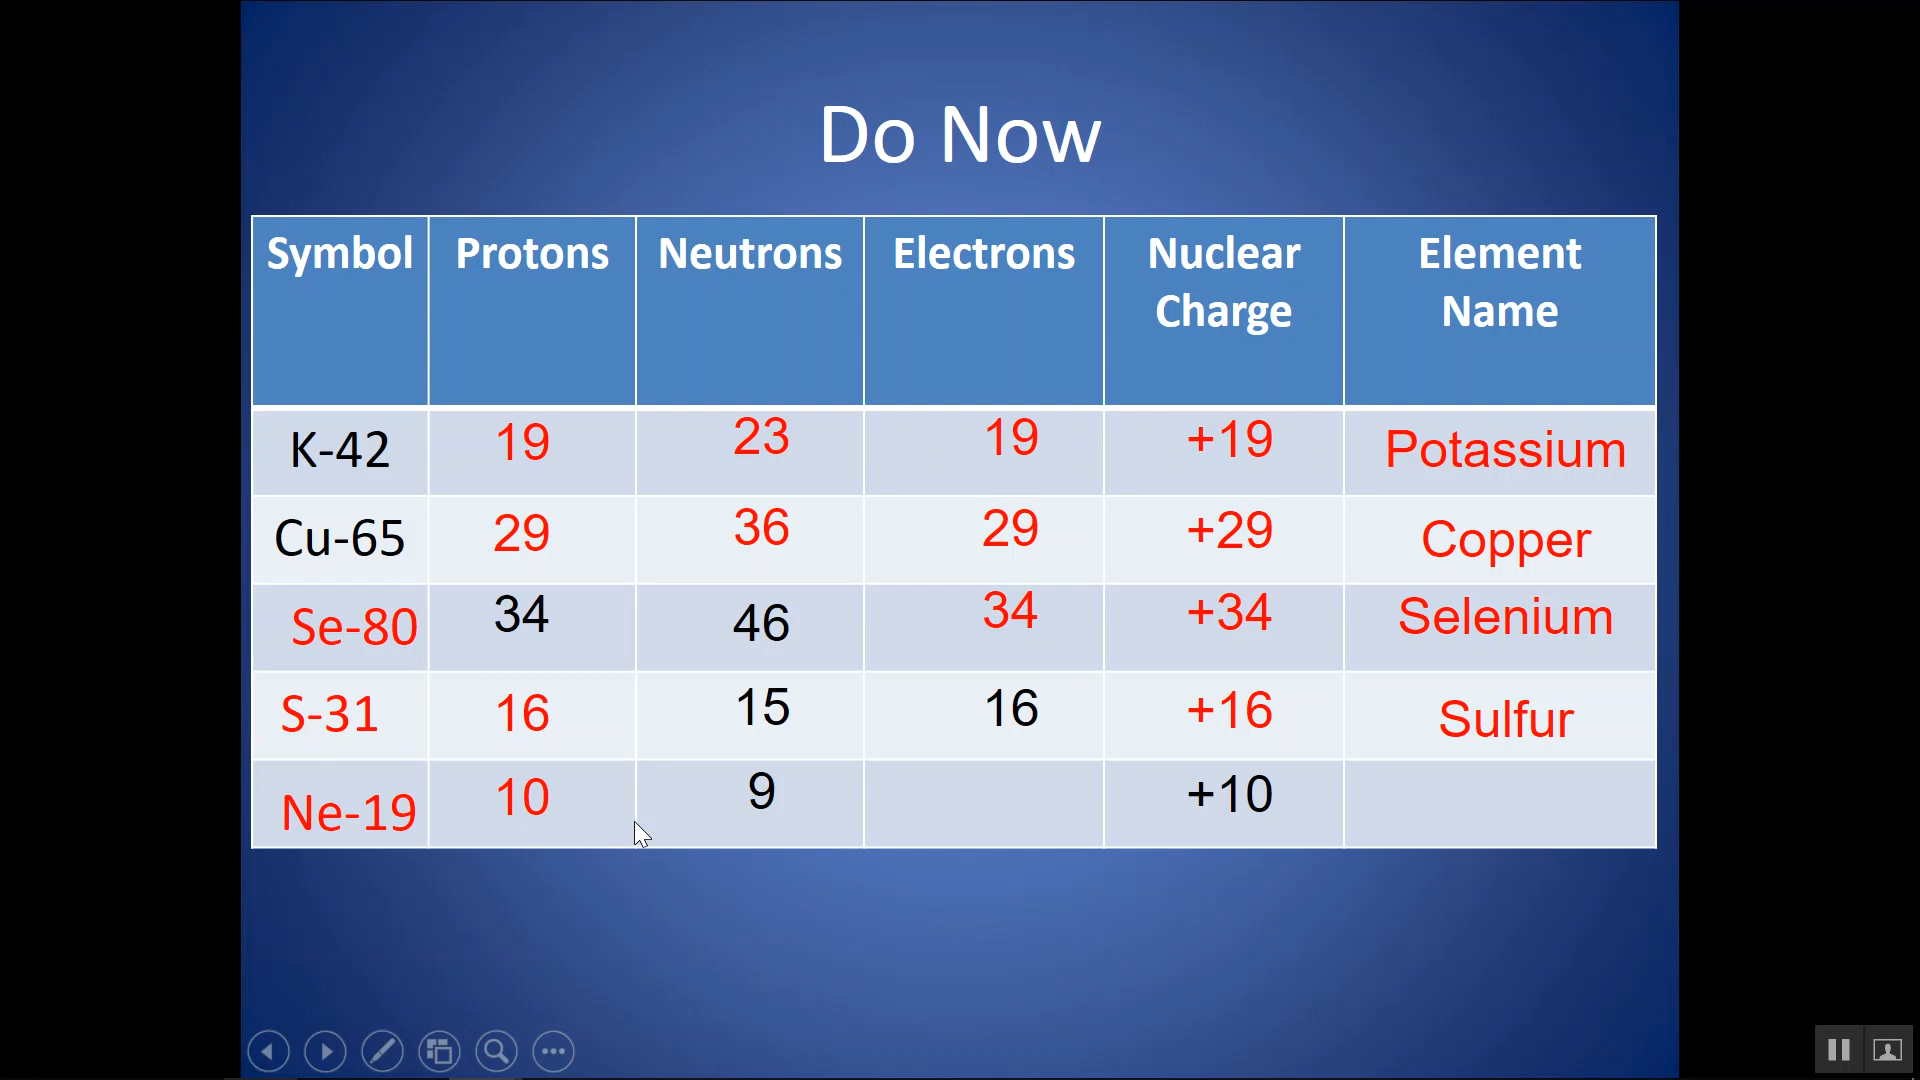 Do Now
Symbol Protons Neutrons Electrons Nuclear Charge Element Name
K-42 19 23 19 +19 Potassium
Cu-65 29 36 29 +29 Copper
Se-80 34 46 34 +34 Selenium
S-31 16 15 16 +16 Sulfur
Ne-19 10 9 +10